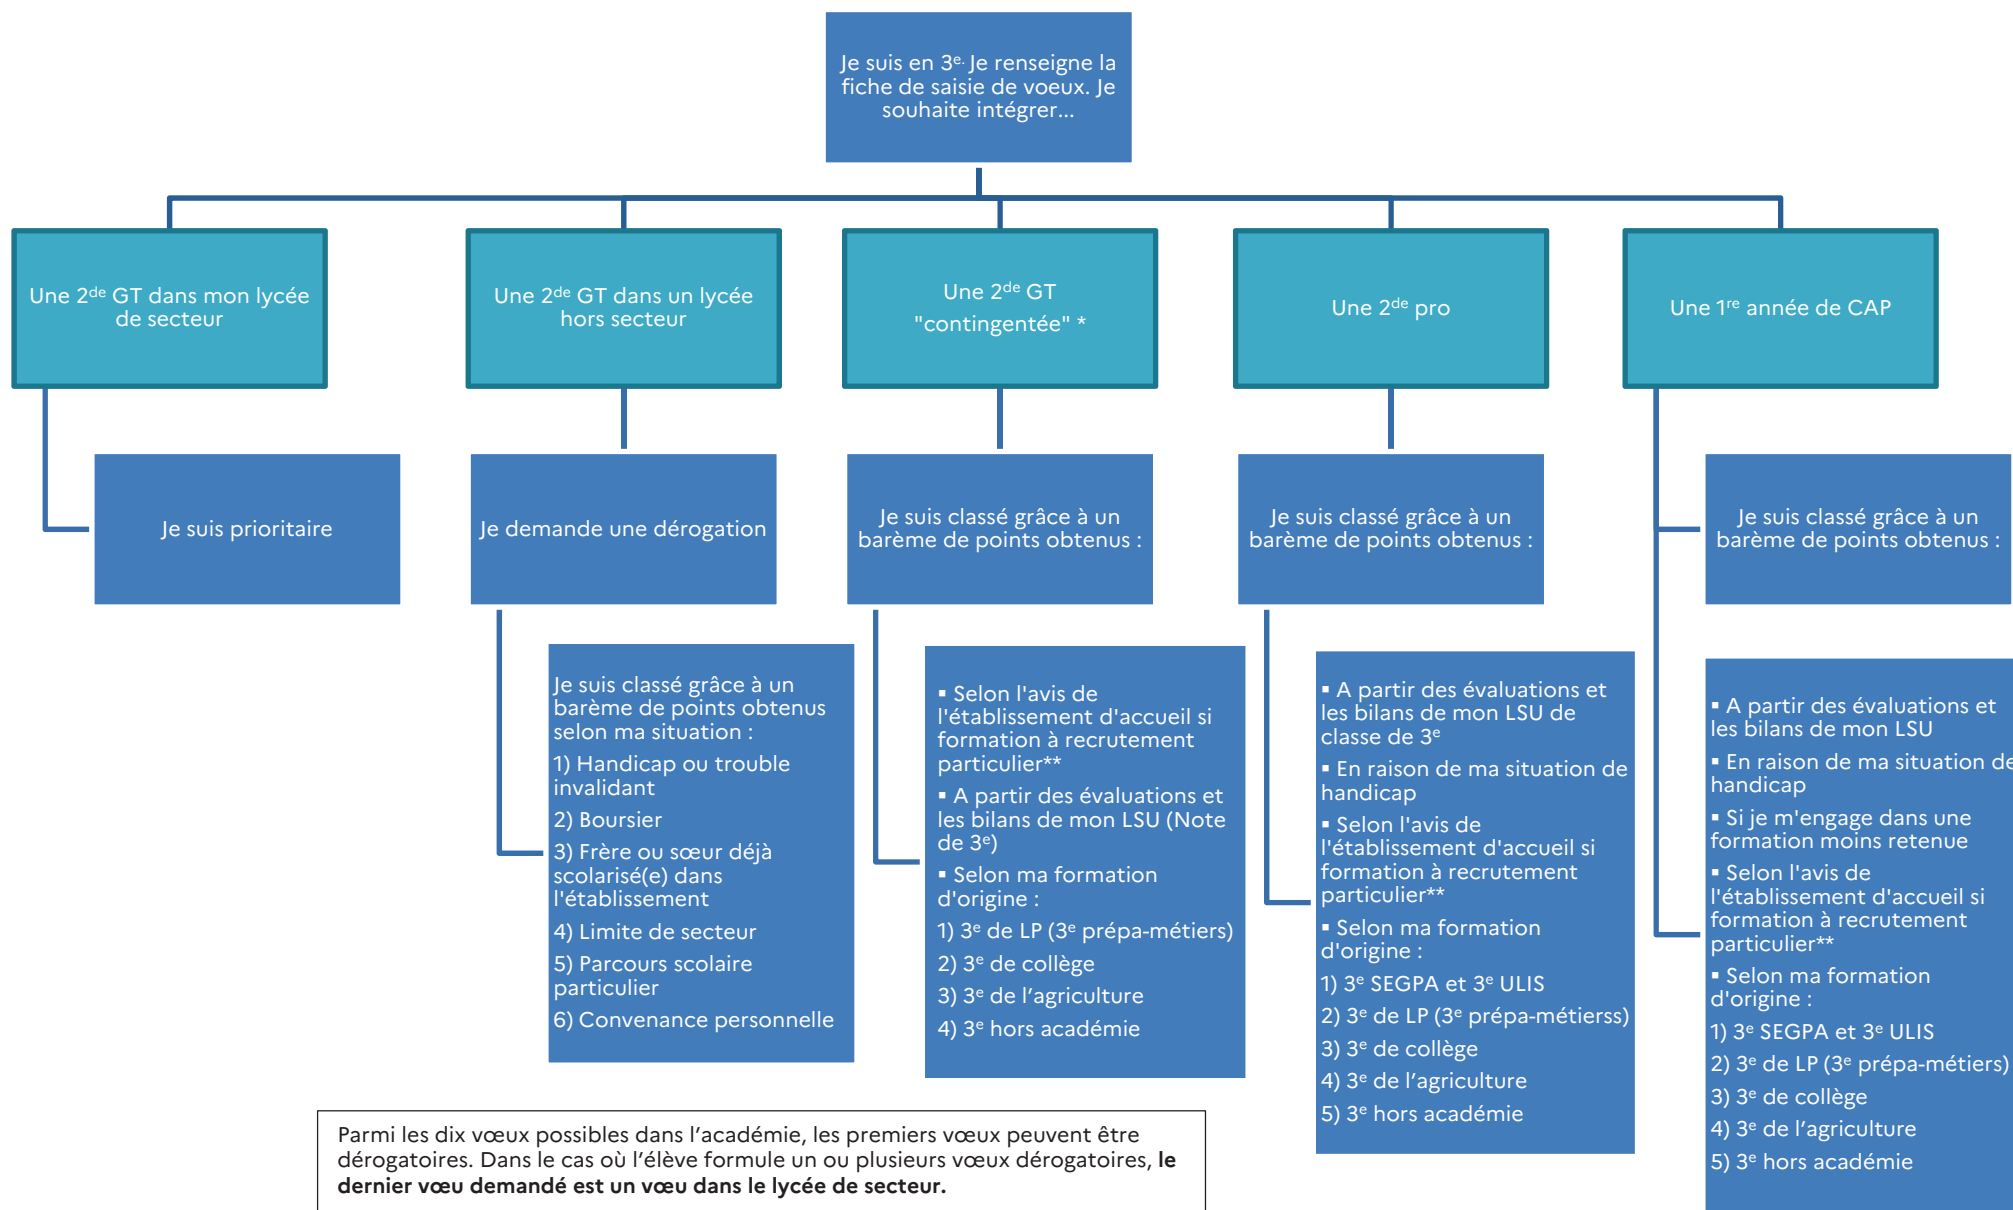 Je suis en 3e. Je renseigne la
fiche de saisie de voeux. Je
souhaite intégrer...
Une 2de GT dans mon lycée
de secteur
Une 2de GT dans un lycée
hors secteur
Une 2de GT
"contingentée" *
Une 2de pro
Une 1re année de CAP
Je suis prioritaire
Je demande une dérogation
Je suis classé grâce à un
barème de points obtenus :
Je suis classé grâce à un
barème de points obtenus :
Je suis classé grâce à un
barème de points obtenus :
Je suis classé grâce à un
barème de points obtenus
selon ma situation :
1) Handicap ou trouble
invalidant
2) Boursier
3) Frère ou sœur déjà
scolarisé(e) dans
l'établissement
4) Limite de secteur
5) Parcours scolaire
particulier
6) Convenance personnelle
▪ Selon l'avis de
l'établissement d'accueil si
formation à recrutement
particulier**
▪ A partir des évaluations et
les bilans de mon LSU (Note
de 3e)
▪ Selon ma formation
d'origine :
1) 3e de LP (3e prépa-métiers)
2) 3e de collège
3) 3e de l’agriculture
4) 3e hors académie
▪ A partir des évaluations et
les bilans de mon LSU de
classe de 3e
▪ En raison de ma situation de
handicap
▪ Selon l'avis de
l'établissement d'accueil si
formation à recrutement
particulier**
▪ Selon ma formation
d'origine :
1) 3e SEGPA et 3e ULIS
2) 3e de LP (3e prépa-métierss)
3) 3e de collège
4) 3e de l’agriculture
5) 3e hors académie
▪ A partir des évaluations et
les bilans de mon LSU
▪ En raison de ma situation de
handicap
▪ Si je m'engage dans une
formation moins retenue
▪ Selon l'avis de
l'établissement d'accueil si
formation à recrutement
particulier**
▪ Selon ma formation
d'origine :
1) 3e SEGPA et 3e ULIS
2) 3e de LP (3e prépa-métiers)
3) 3e de collège
4) 3e de l’agriculture
5) 3e hors académie
Parmi les dix vœux possibles dans l’académie, les premiers vœux peuvent être
dérogatoires. Dans le cas où l’élève formule un ou plusieurs vœux dérogatoires, le
dernier vœu demandé est un vœu dans le lycée de secteur.